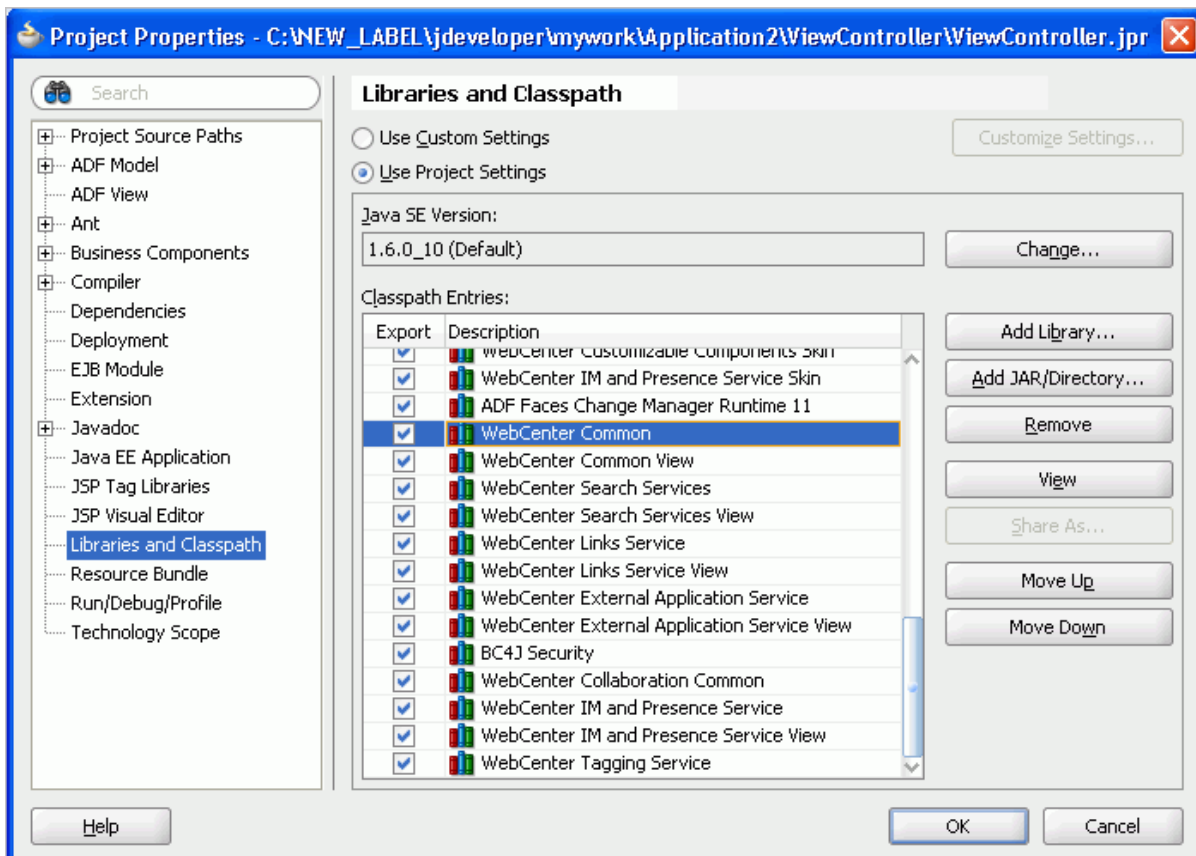 Project Properties - C:\NEW_LABEL\jdeveloper\mywork\Application2\ViewController\ViewController.jpr
Search
Project Source Paths
ADF Model
ADF View
Ant
Business Components
Compiler
Dependencies
Deployment
EJB Module
Extension
Javadoc
Java EE Application
JSP Tag Libraries
JSP Visual Editor
Libraries and Classpath
Resource Bundle
Run/Debug/Profile
Technology Scope
Libraries and Classpath
Use Custom Settings
Customize Settings...
Use Project Settings
Java SE Version:
1.6.0_10 (Default)
Change...
Classpath Entries:
Export Description
WebCenter Customizable Components Skin
WebCenter IM and Presence Service Skin
ADF Faces Change Manager Runtime 11
WebCenter Common
WebCenter Common View
WebCenter Search Services
WebCenter Search Services View
WebCenter Links Service
WebCenter Links Service View
WebCenter External Application Service
WebCenter External Application Service View
BC4J Security
WebCenter Collaboration Common
WebCenter IM and Presence Service
WebCenter IM and Presence Service View
WebCenter Tagging Service
Add Library...
Add JAR/Directory...
Remove
View
Share As...
Move Up
Move Down
Help
OK
Cancel